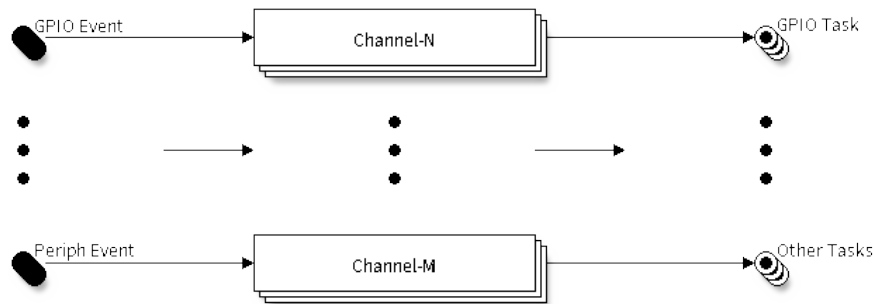 GPIO Event
Channel-N
GPIO Task
Periph Event
Channel-M
Other Tasks